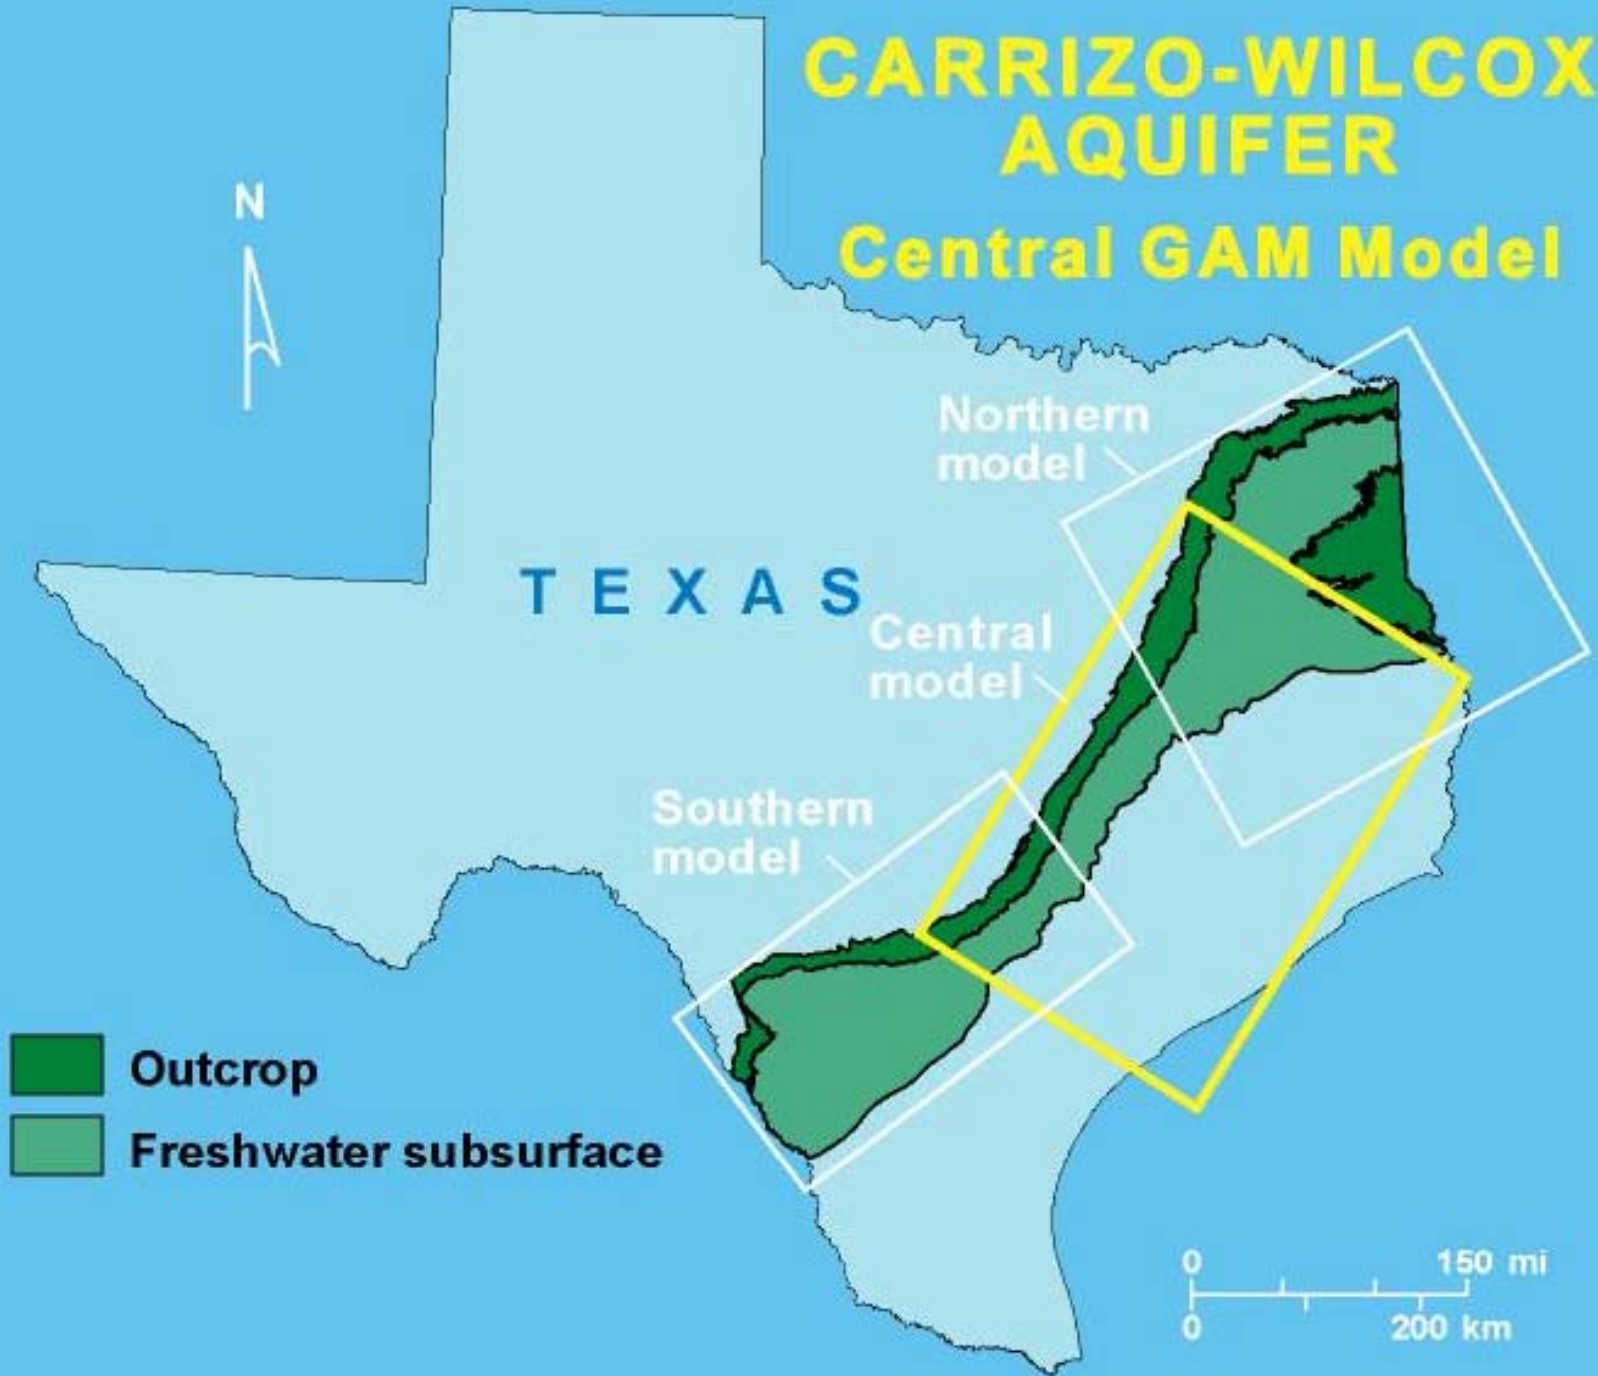 CARRIZO-WILCOX
AQUIFER
Central GAM Model
N
Northern
model
T E X A S
Central
model
Southern
model
Outcrop
Freshwater subsurface
0 150 mi
0 200 km